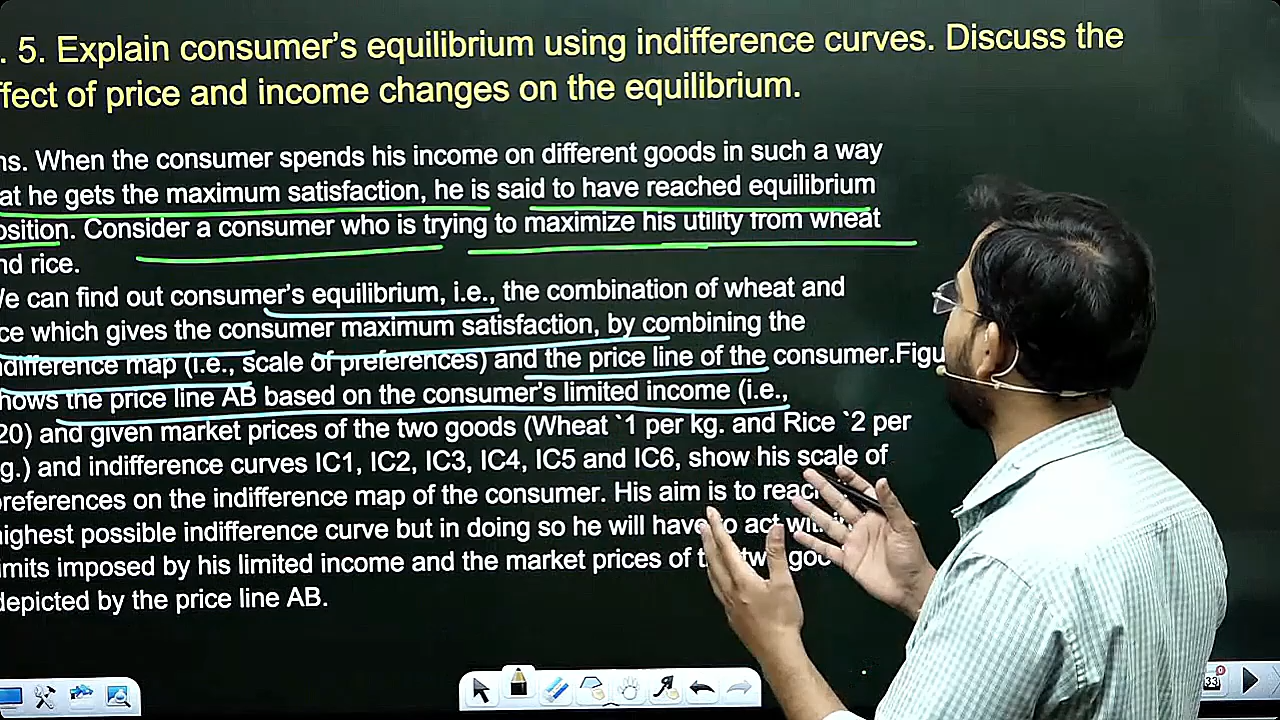 . 5. Explain consumer's equilibrium using indifference curves. Discuss the
ffect of price and income changes on the equilibrium.
ns. When the consumer spends his income on different goods in such a way
at he gets the maximum satisfaction, he is said to have reached equilibrium
osition. Consider a consumer who is trying to maximize his utility from wheat
nd rice.
e can find out consumer's equilibrium, i.e., the combination of wheat and
ce which gives the consumer maximum satisfaction, by combining the
difference map (i.e., scale of preferences) and the price line of the consumer.Figu
hows the price line AB based on the consumer's limited income (i.e.,
20) and given market prices of the two goods (Wheat `1 per kg. and Rice `2 per
g.) and indifference curves IC1, IC2, IC3, IC4, IC5 and IC6, show his scale of
references on the indifference map of the consumer. His aim is to reac
ighest possible indifference curve but in doing so he will have to act
imits imposed by his limited income and the market prices of two goo
depicted by the price line AB.
33